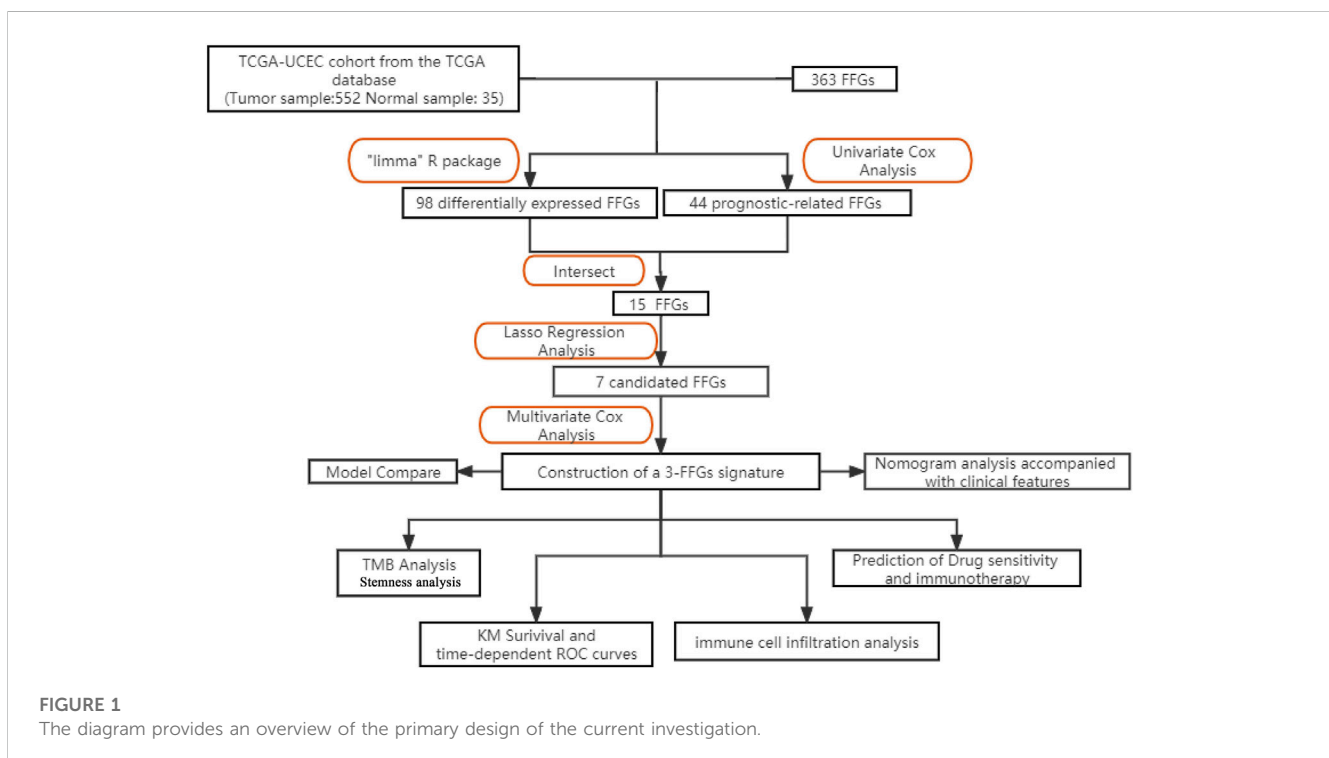 TCGA-UCEC cohort from the TCGA
database
(Tumor sample:552 Normal sample: 35)
363 FFGs
"limma" R package
Univariate Cox
Analysis
98 differentially expressed FFGs
44 prognostic-related FFGs
Intersect
15 FFGs
Lasso Regression
Analysis
7 candidated FFGs
Multivariate Cox
Analysis
Model Compare
Construction of a 3-FFGs signature
Nomogram analysis accompanied
with clinical features
TMB Analysis
Stemness analysis
Prediction of Drug sensitivity
and immunotherapy
KM Surivival and
time-dependent ROC curves
immune cell infiltration analysis
FIGURE 1
The diagram provides an overview of the primary design of the current investigation.